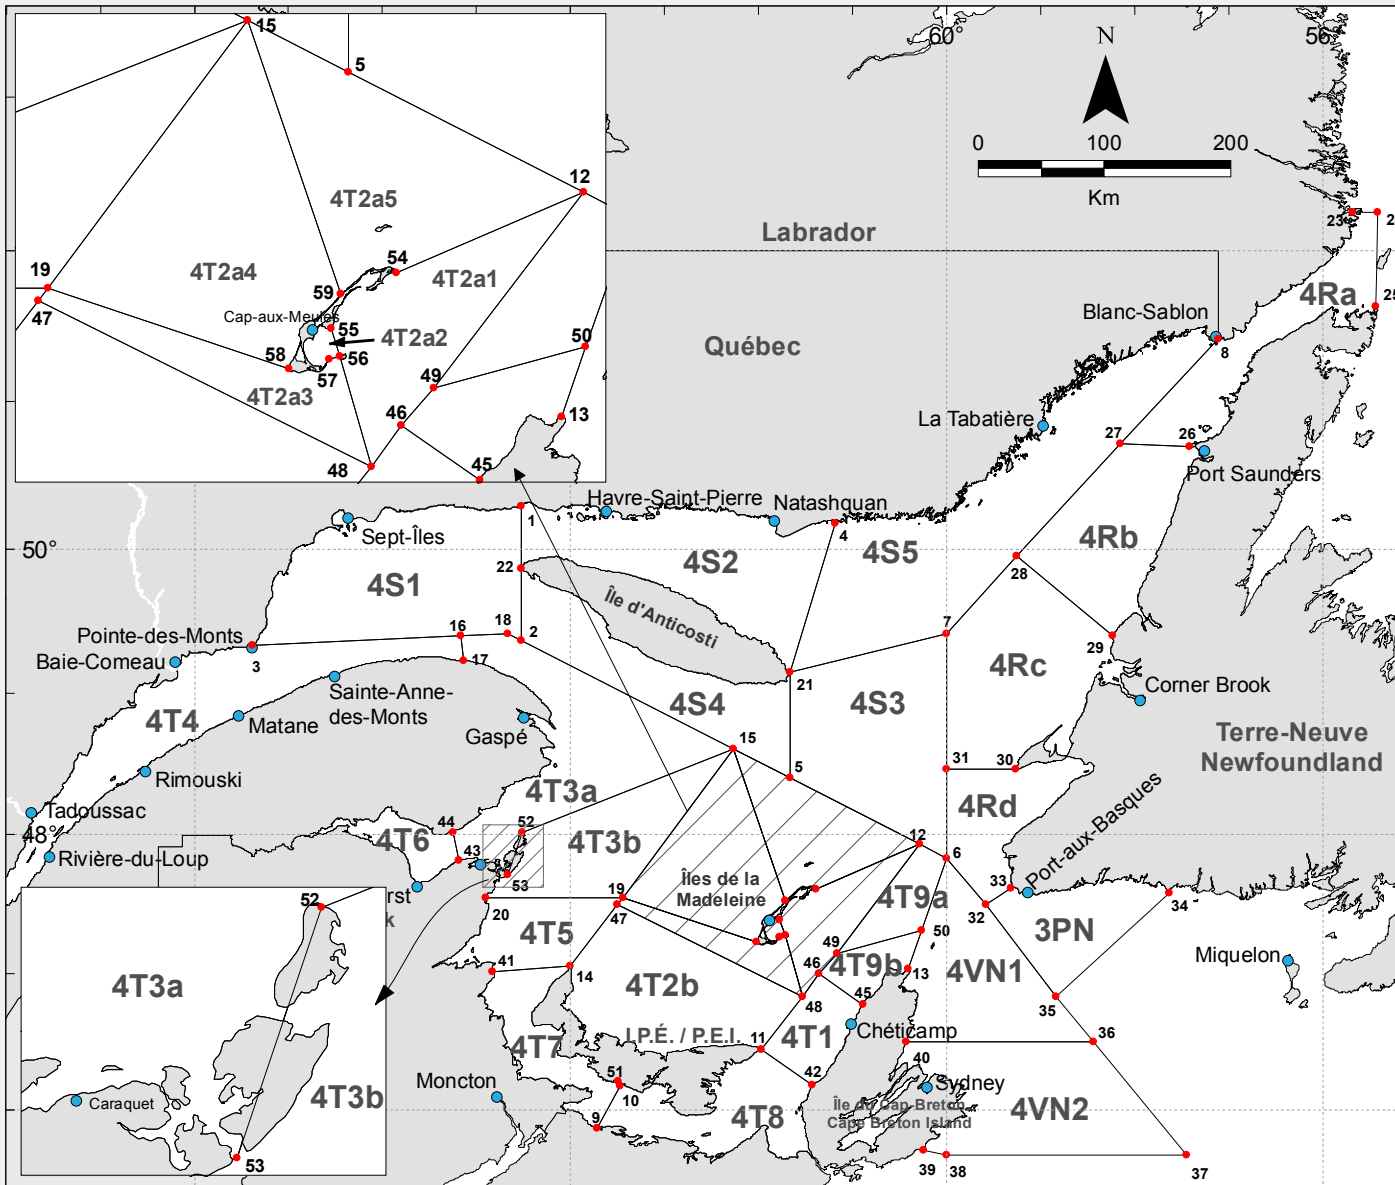 15
5
12
4T2a5
54
19
47
4T2a4
4T2a1
59
Cap-aux-Meules
55
4T2a2
50
58
56
57
4T2a3
49
13
46
48
45
60°
56°
N
0 100 200
Km
Labrador
23
25
4Ra
Blanc-Sablon
8
Québec
La Tabatière
27
26
Port Saunders
Havre-Saint-Pierre
Natashquan
1
Sept-Îles
4
50°
4S1
22
4S2
4S5
4Rb
28
Île d'Anticosti
Pointe-des-Monts
16
18
2
7
29
Baie-Comeau
3
17
4Rc
21
Sainte-Anne-
des-Monts
4S4
4S3
Corner Brook
4T4
Matane
Gaspé
Terre-Neuve
Newfoundland
15
5
31
30
Rimouski
4T3a
4Rd
Port-aux-Basques
Tadoussac
48°
44
4T6
52
4T3b
12
6
Rivière-du-Loup
43
53
Îles de la
Madeleine
33
34
rst
k
20
19
47
4T9a
32
3PN
4T5
50
49
Miquelon
41
14
4T2b
46
4T9b
13
4VN1
48
45
35
Chéticamp
I.P.É. / P.E.I.
11
4T1
36
4T7
40
Moncton
51
10
42
Sydney
Île du Cap-Breton
Cape Breton Island
4VN2
9
4T8
39
38
37
52
4T3a
4T3b
Caraquet
53